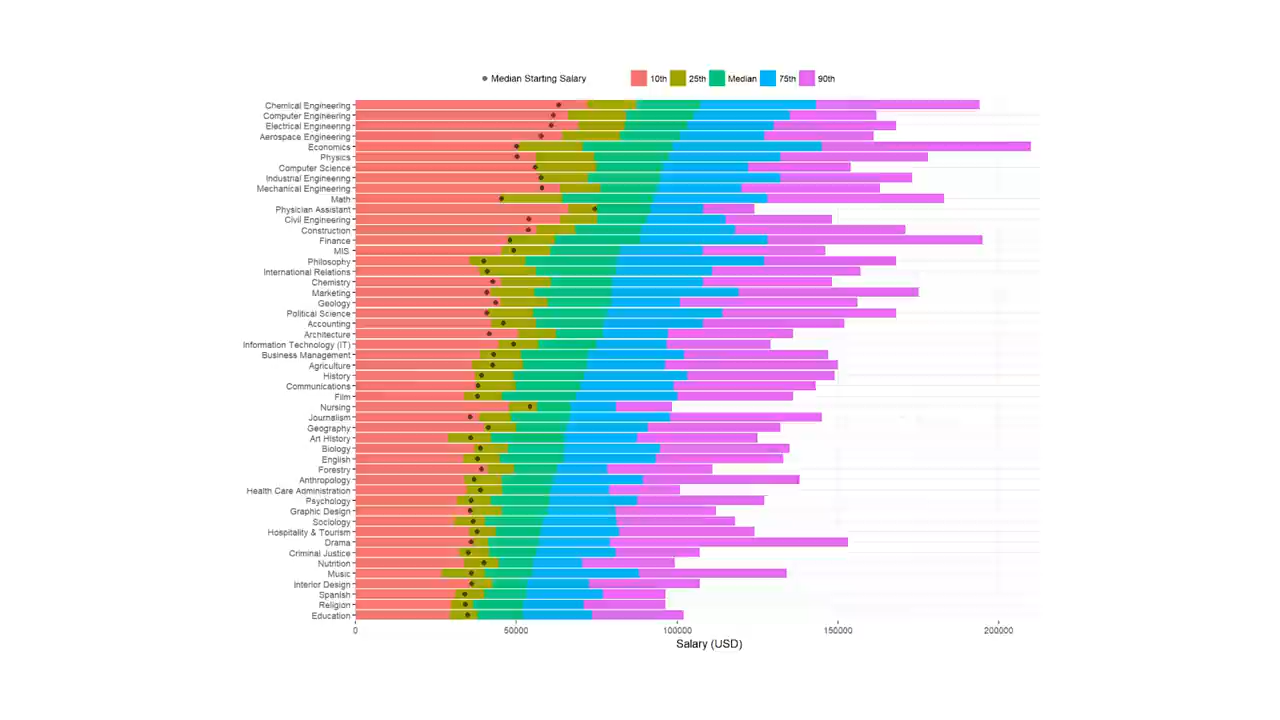 Median Starting Salary 10th 25th Median 75th 90th
Chemical Engineering
Computer Engineering
Electrical Engineering
Aerospace Engineering
Economics
Physics
Computer Science
Industrial Engineering
Mechanical Engineering
Math
Physician Assistant
Civil Engineering
Construction
Finance
MIS
Philosophy
International Relations
Chemistry
Marketing
Geology
Political Science
Accounting
Architecture
Information Technology (IT)
Business Management
Agriculture
History
Communications
Film
Nursing
Journalism
Geography
Art History
Biology
English
Forestry
Anthropology
Health Care Administration
Psychology
Graphic Design
Sociology
Hospitality & Tourism
Drama
Criminal Justice
Nutrition
Music
Interior Design
Spanish
Religion
Education
0 50000 100000 150000 200000
Salary (USD)